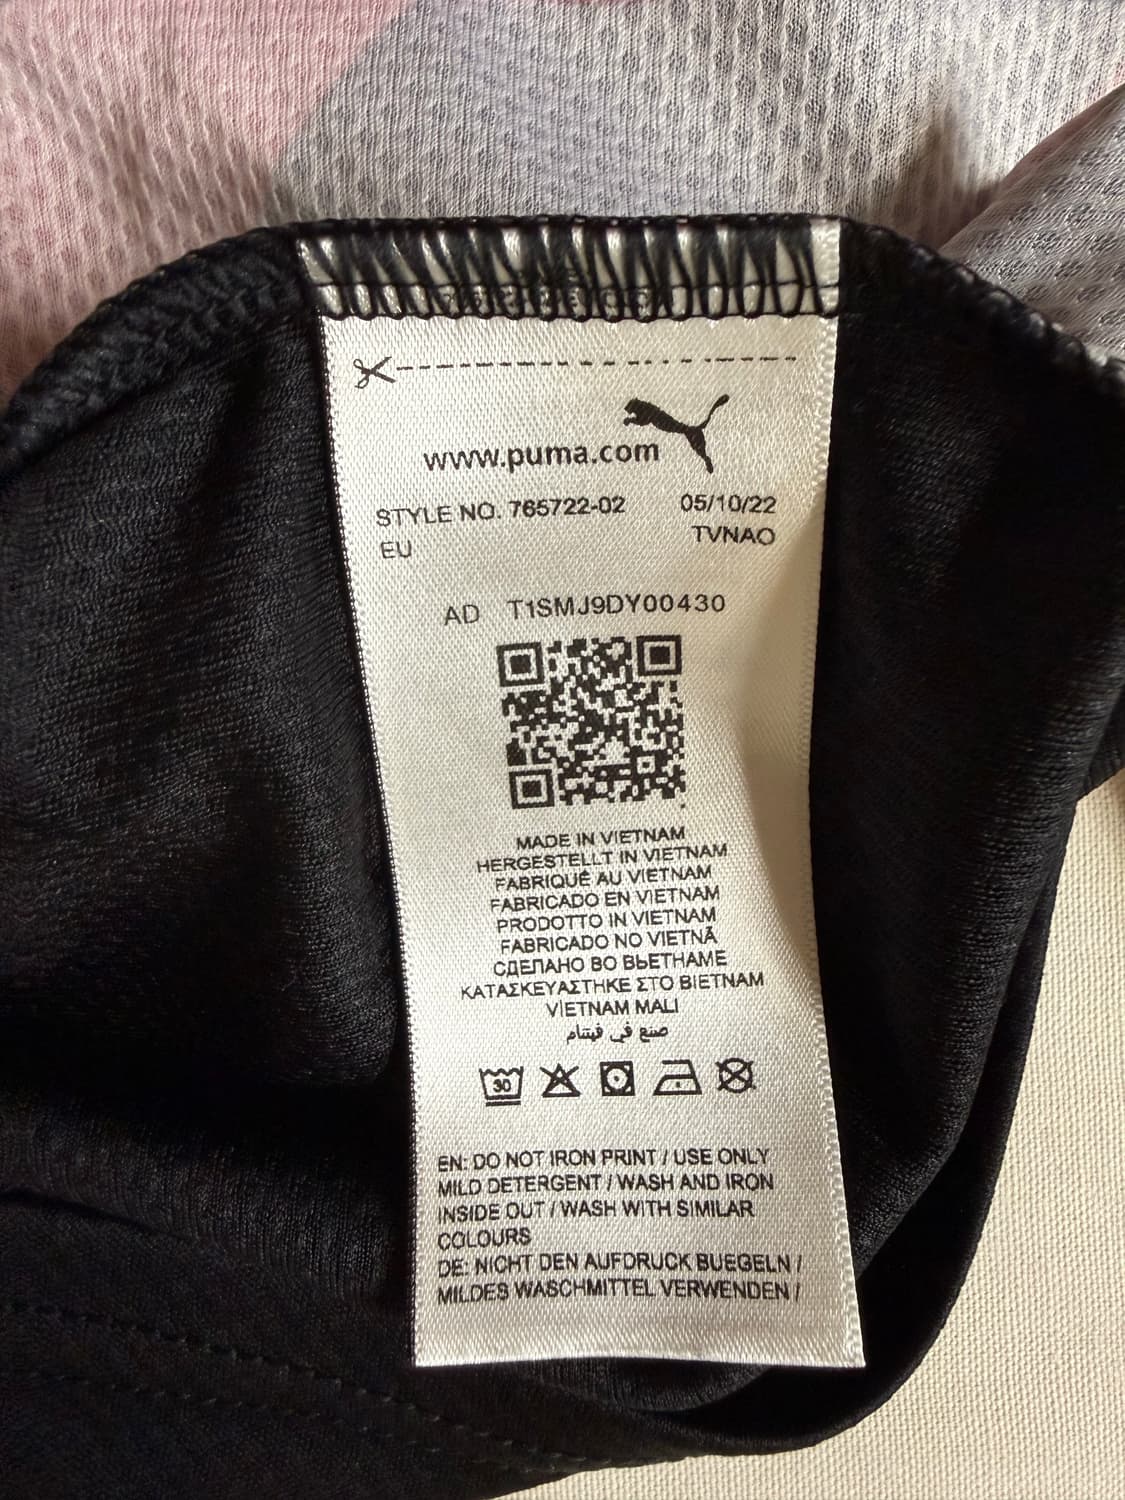 www.puma.com
STYLE NO. 765722-02 05/10/22
EU TVNAO
AD T1SMJ9DY00430
MADE IN VIETNAM
HERGESTELLT IN VIETNAM
FABRIQUÉ AU VIETNAM
FABRICADO EN VIETNAM
PRODOTTO IN VIETNAM
FABRICADO NO VIETNÃ
СДЕЛАНО ВО ВЬЕТНАМЕ
ΚΑΤΑΣΚΕΥΑΣΤΗΚΕ ΣΤΟ ΒΙΕΤΝΑΜ
VIETNAM MALI
صنع في فيتنام
30
EN: DO NOT IRON PRINT / USE ONLY
MILD DETERGENT / WASH AND IRON
INSIDE OUT / WASH WITH SIMILAR
COLOURS
DE: NICHT DEN AUFDRUCK BUEGELN /
MILDES WASCHMITTEL VERWENDEN /